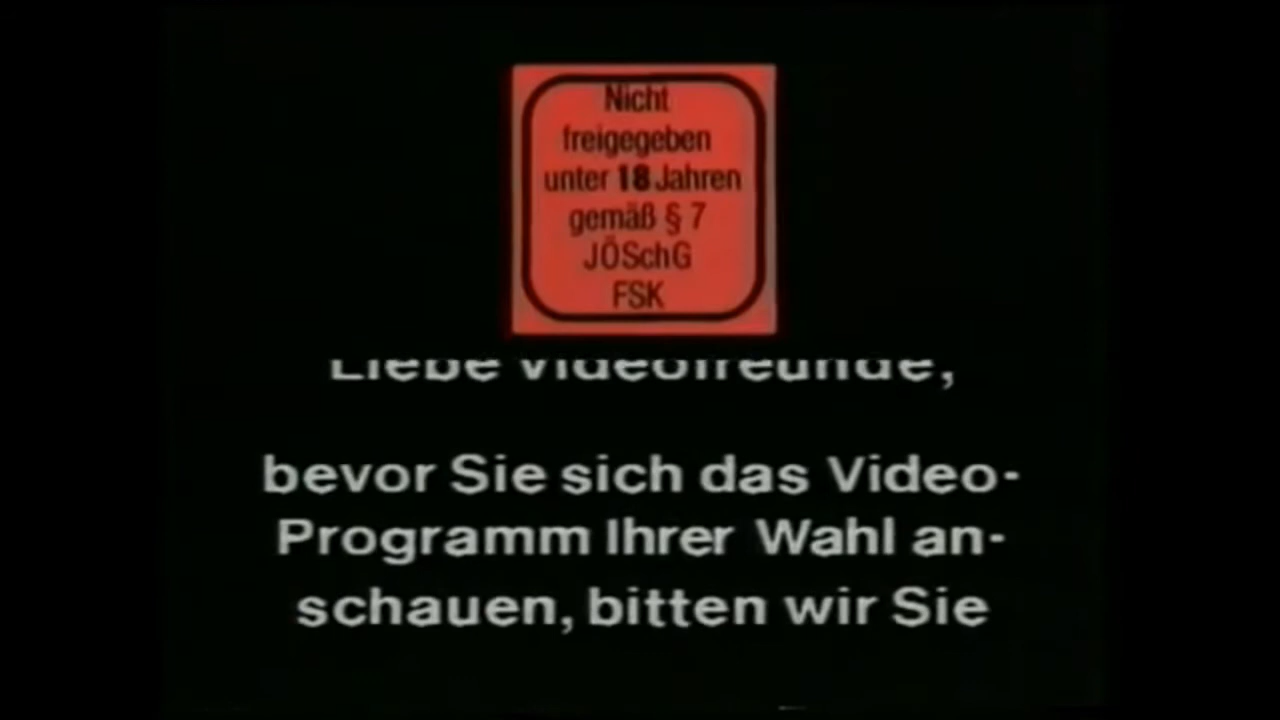 Nicht
freigegeben
unter 18 Jahren
gemäß § 7
JÖSchG
FSK
Liebe Videofreunde,
bevor Sie sich das Video-
Programm Ihrer Wahl an-
schauen, bitten wir Sie